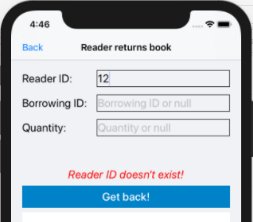 4:46
Back Reader returns book
Reader ID: 12
Borrowing ID: Borrowing ID or null
Quantity: Quantity or null
Reader ID doesn't exist!
Get back!